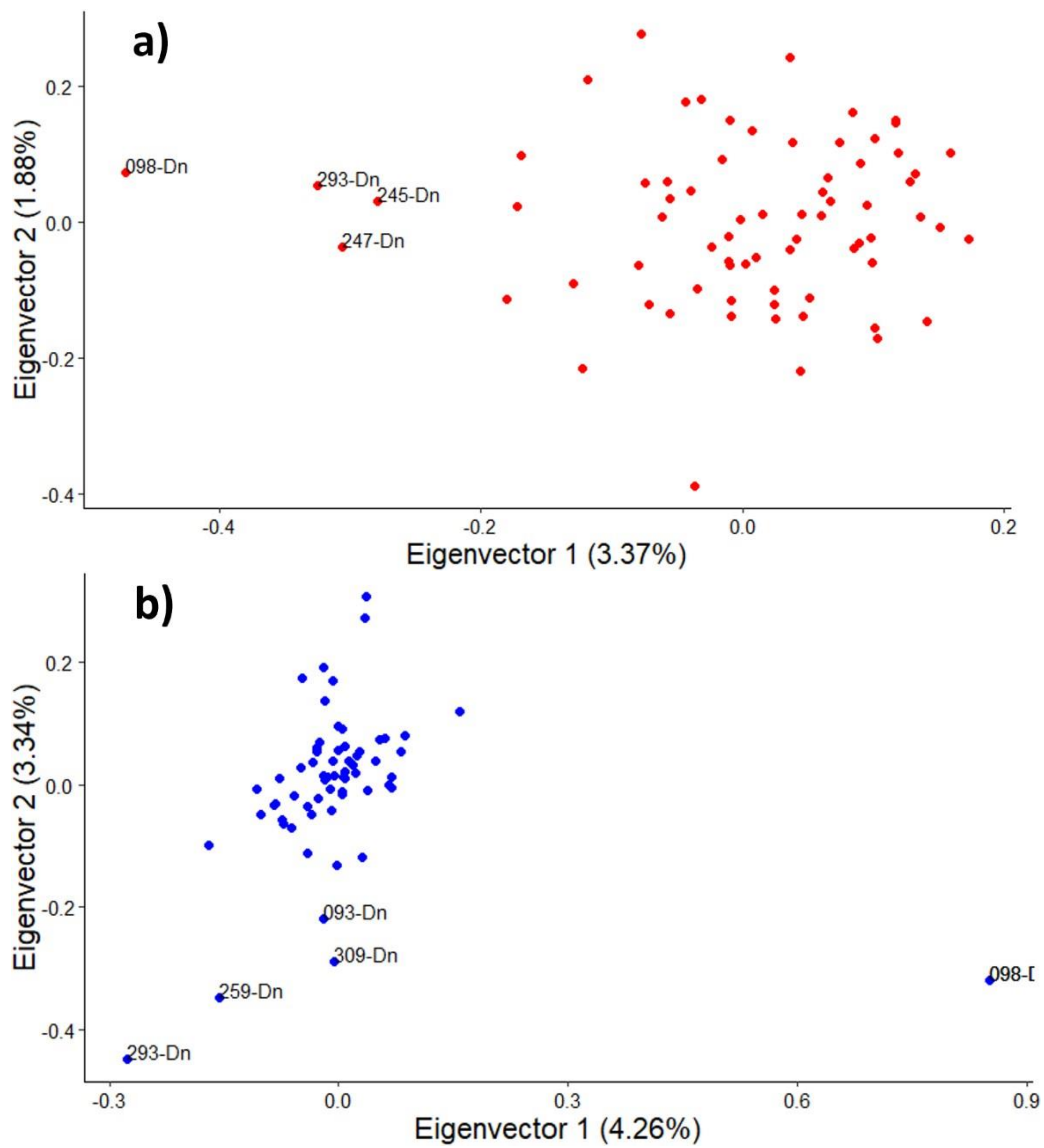 a)
0.2
0.0
-0.2
-0.4
Eigenvector 2 (1.88%)
098-Dn
293-Dn
245-Dn
247-Dn
-0.4
-0.2
0.0
0.2
Eigenvector 1 (3.37%)
b)
0.2
0.0
-0.2
-0.4
Eigenvector 2 (3.34%)
093-Dn
309-Dn
098-
259-Dn
293-Dn
-0.3
0.0
0.3
0.6
0.9
Eigenvector 1 (4.26%)